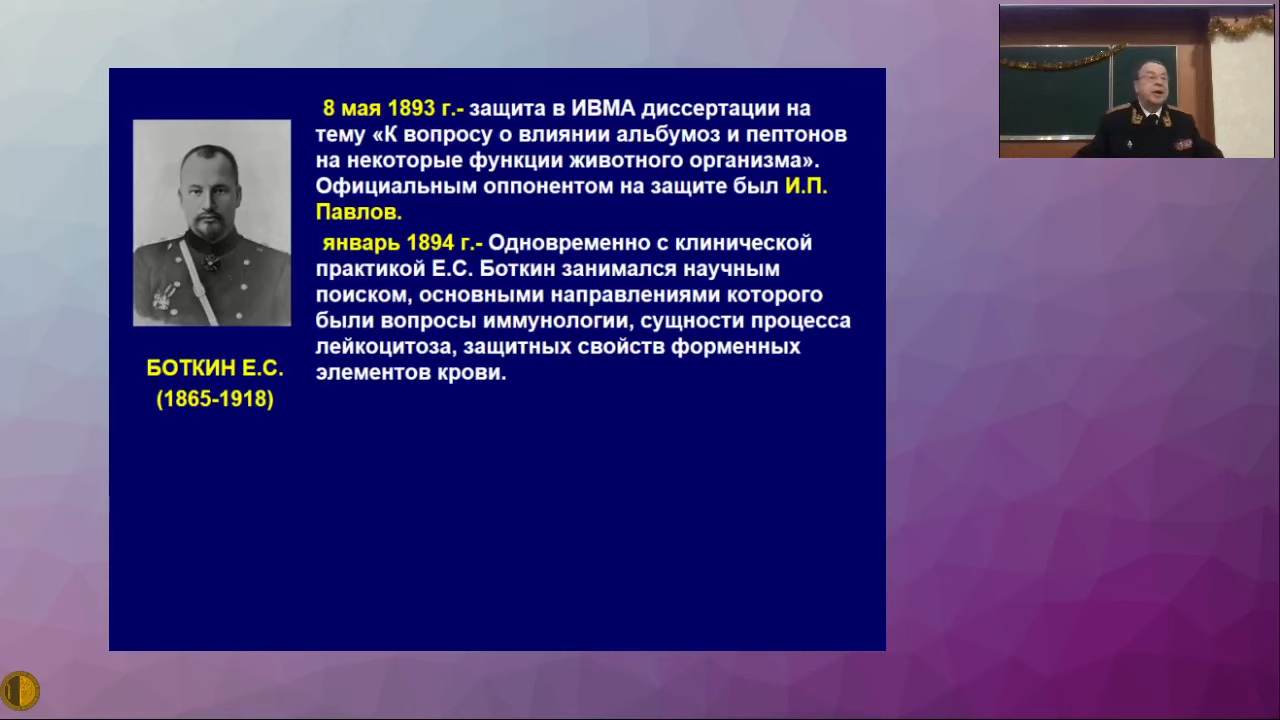 8 мая 1893 г.- защита в ИВМА диссертации на
тему «К вопросу о влиянии альбумоз и пептонов
на некоторые функции животного организма».
Официальным оппонентом на защите был И.П.
Павлов.
январь 1894 г.- Одновременно с клинической
практикой Е.С. Боткин занимался научным
поиском, основными направлениями которого
были вопросы иммунологии, сущности процесса
лейкоцитоза, защитных свойств форменных
элементов крови.
БОТКИН Е.С.
(1865-1918)